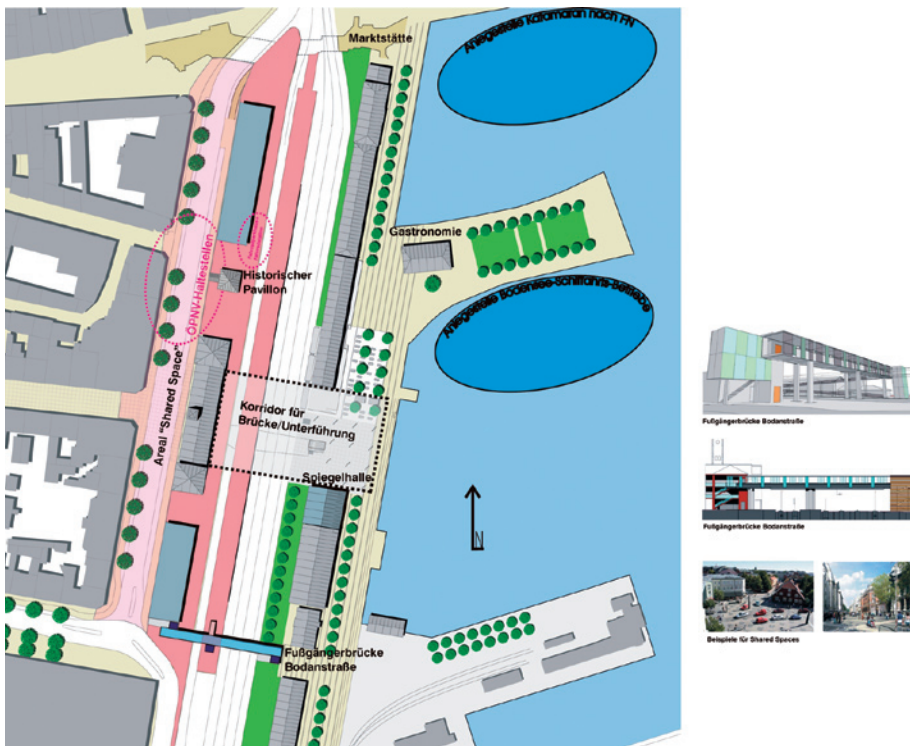 Marktstätte
Anlegestelle Katamaran nach FN
Gastronomie
ÖPNV-Haltestellen
Historischer
Pavillon
Anlegestelle Bodensee-Schiffahrts-Betriebe
Areal "Shared Space"
Korridor für
Brücke/Unterführung
Spiegelhalle
N
Fußgängerbrücke
Bodanstraße
Fußgängerbrücke Bodanstraße
Fußgängerbrücke Bodanstraße
Beispiele für Shared Spaces